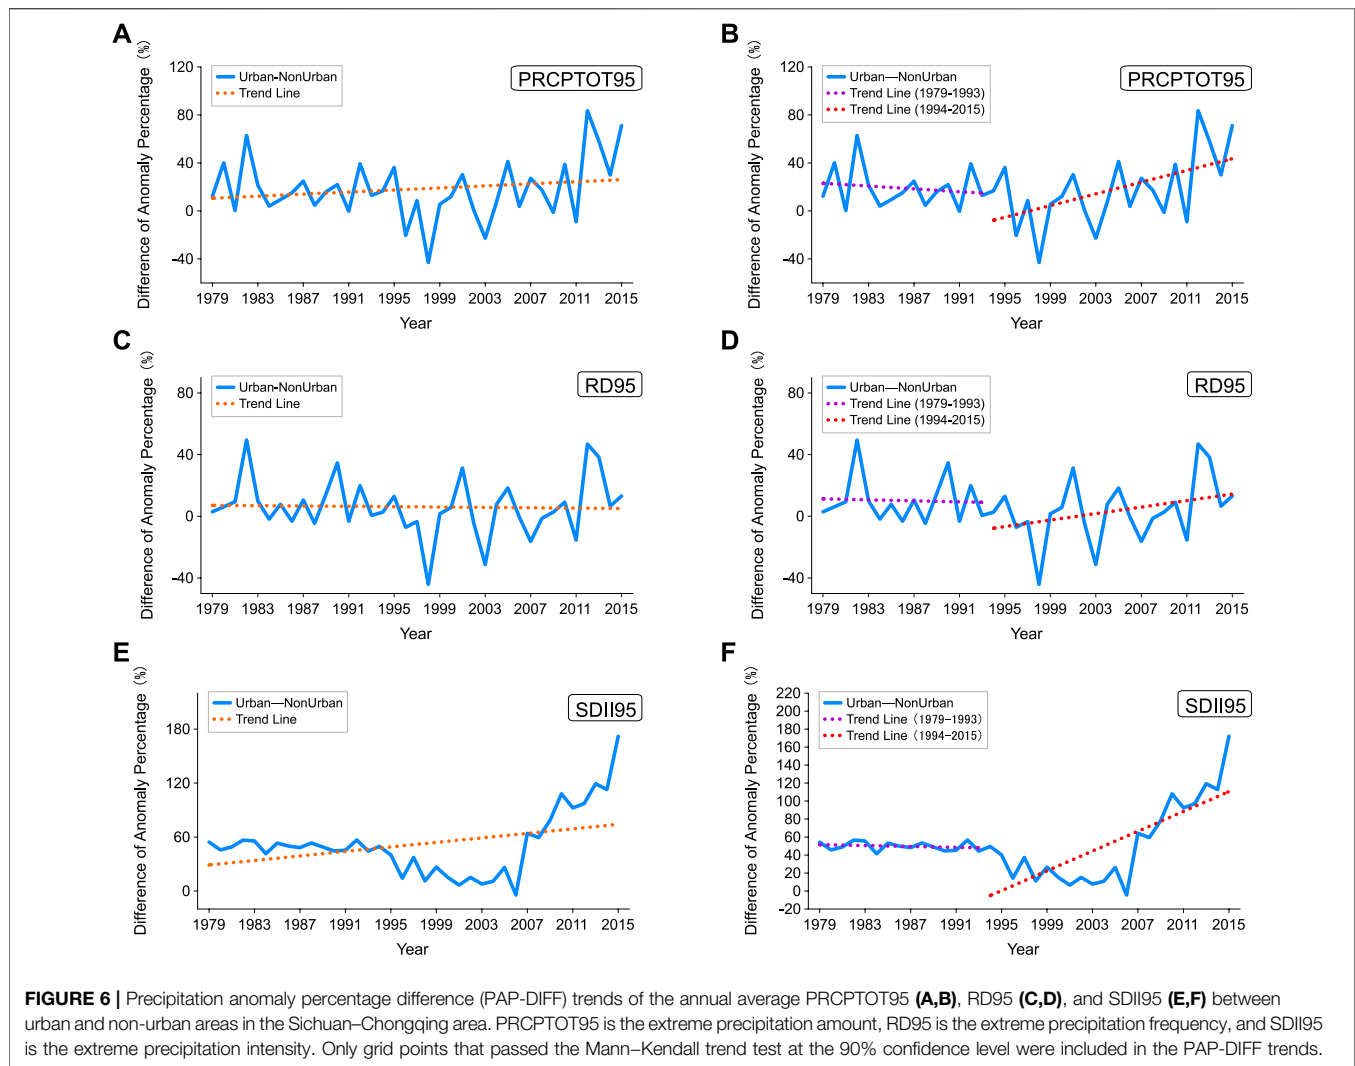 A
Difference of Anomaly Percentage (%)
120
80
40
0
-40
Urban-NonUrban
Trend Line
PRCPTOT95
1979 1983 1987 1991 1995 1999 2003 2007 2011 2015
Year
B
Difference of Anomaly Percentage (%)
120
80
40
0
-40
Urban—NonUrban
Trend Line (1979-1993)
Trend Line (1994-2015)
PRCPTOT95
1979 1983 1987 1991 1995 1999 2003 2007 2011 2015
Year
C
Difference of Anomaly Percentage (%)
80
40
0
-40
Urban-NonUrban
Trend Line
RD95
1979 1983 1987 1991 1995 1999 2003 2007 2011 2015
Year
D
Difference of Anomaly Percentage (%)
80
40
0
-40
Urban—NonUrban
Trend Line (1979-1993)
Trend Line (1994-2015)
RD95
1979 1983 1987 1991 1995 1999 2003 2007 2011 2015
Year
E
Difference of Anomaly Percentage (%)
180
120
60
0
Urban—NonUrban
Trend Line
SDII95
1979 1983 1987 1991 1995 1999 2003 2007 2011 2015
Year
F
Difference of Anomaly Percentage (%)
220
200
180
160
140
120
100
80
60
40
20
0
-20
Urban—NonUrban
Trend Line (1979-1993)
Trend Line (1994-2015)
SDII95
1979 1983 1987 1991 1995 1999 2003 2007 2011 2015
Year
FIGURE 6 | Precipitation anomaly percentage difference (PAP-DIFF) trends of the annual average PRCPTOT95 (A,B), RD95 (C,D), and SDII95 (E,F) between
urban and non-urban areas in the Sichuan–Chongqing area. PRCPTOT95 is the extreme precipitation amount, RD95 is the extreme precipitation frequency, and SDII95
is the extreme precipitation intensity. Only grid points that passed the Mann–Kendall trend test at the 90% confidence level were included in the PAP-DIFF trends.